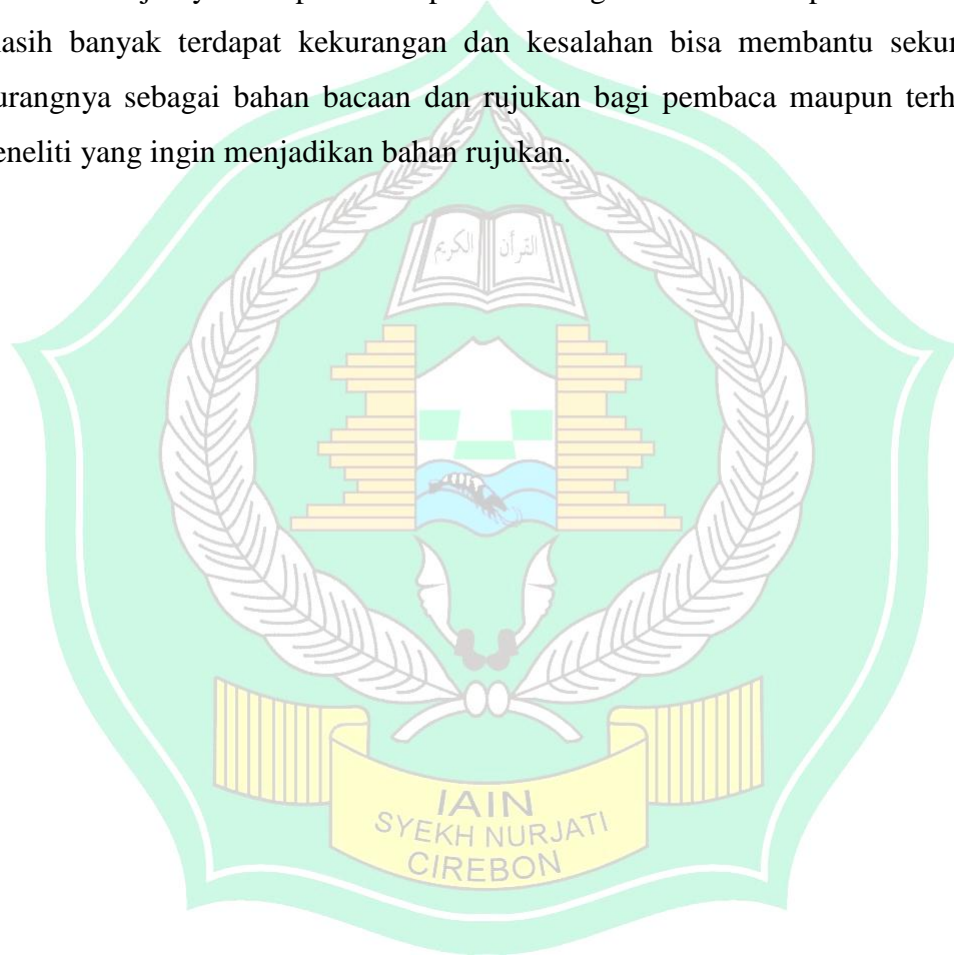 asih banyak terdapat kekurangan dan kesalahan bisa membantu sekur
urangnya sebagai bahan bacaan dan rujukan bagi pembaca maupun terh
eneliti yang ingin menjadikan bahan rujukan.
القرأن الكريم
IAIN
SYEKH NURJATI
CIREBON